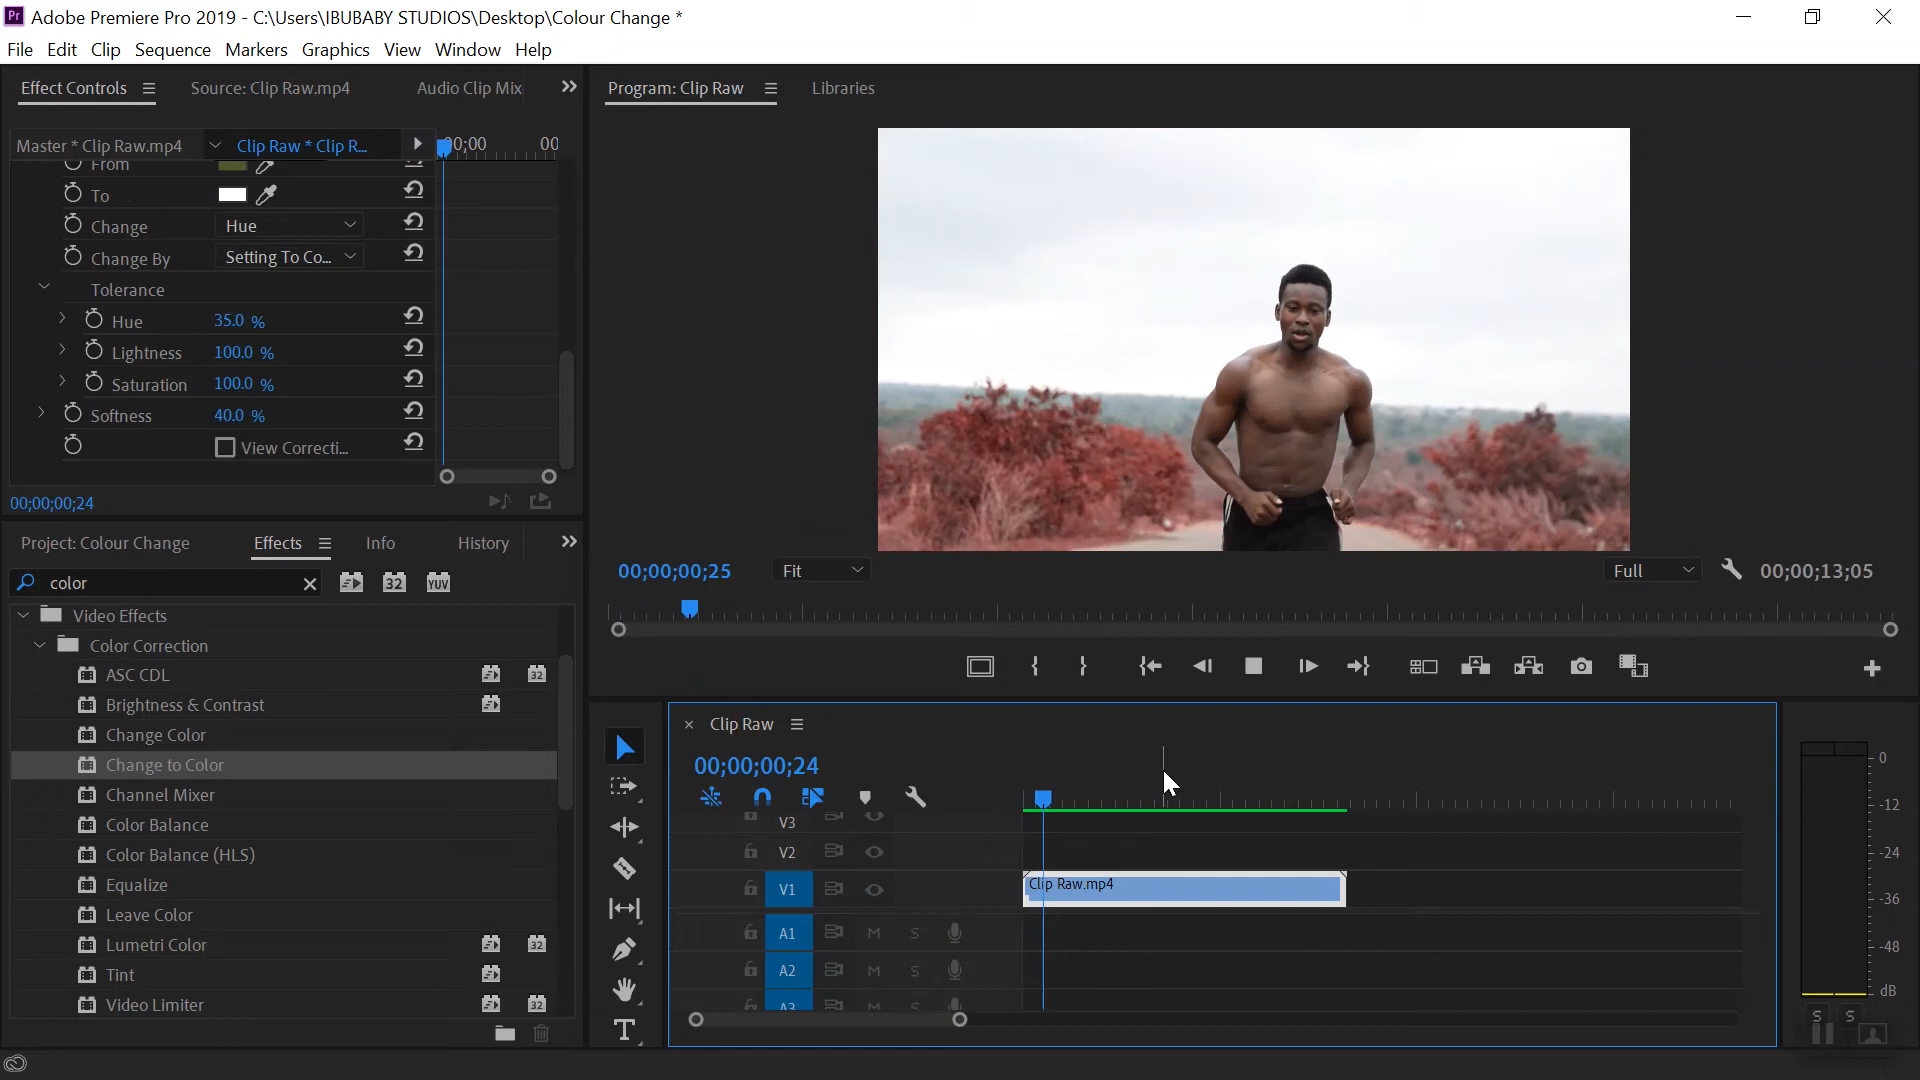 Pr Adobe Premiere Pro 2019 - C:\Users\IBUBABY STUDIOS\Desktop\Colour Change *
File Edit Clip Sequence Markers Graphics View Window Help
Effect Controls Source: Clip Raw.mp4 Audio Clip Mix
Master * Clip Raw.mp4 Clip Raw * Clip R... 00;00 00
From
To
Change Hue
Change By Setting To Co...
Tolerance
Hue 35.0 %
Lightness 100.0 %
Saturation 100.0 %
Softness 40.0 %
View Correcti...
00;00;00;24
Program: Clip Raw Libraries
00;00;00;25 Fit Full 00;00;13;05
Project: Colour Change Effects Info History
color 32 YUV
Video Effects
Color Correction
ASC CDL 32
Brightness & Contrast
Change Color
Change to Color
Channel Mixer
Color Balance
Color Balance (HLS)
Equalize
Leave Color
Lumetri Color 32
Tint
Video Limiter 32
T
× Clip Raw
00;00;00;24
V3
V2
V1 Clip Raw.mp4
A1 M S
A2 M S
A3 M S
0
-12
-24
-36
-48
dB
S S